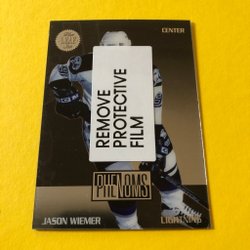 CENTER
REMOVE
PROTECTIVE
FILM
PHENOMS
JASON WIEMER
LIGHTNING